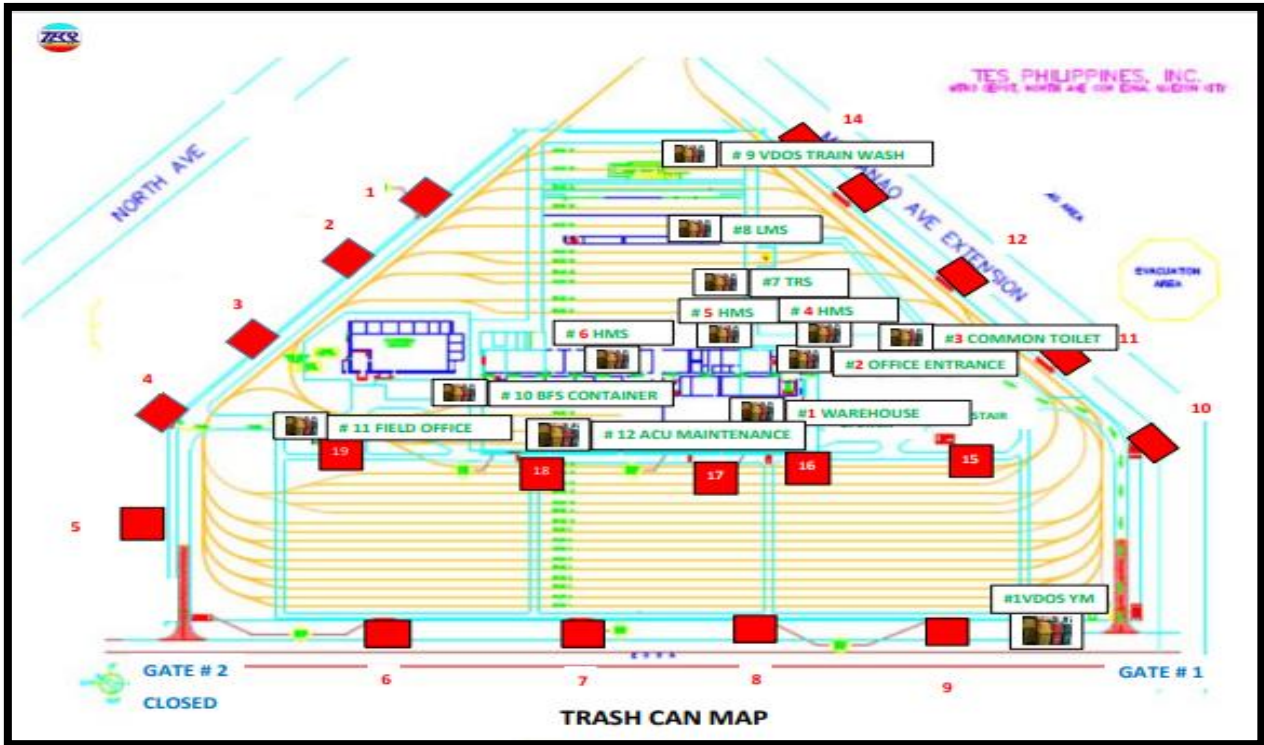 TES PHILIPPINES, INC.
14
NORTH AVE
# 9 VDOS TRAIN WASH
1
2
#8 LMS
12
AVE EXTENSION
EVACUATION
AREA
#7 TRS
3
# 5 HMS
# 4 HMS
# 6 HMS
#3 COMMON TOILET
11
#2 OFFICE ENTRANCE
4
# 10 BFS CONTAINER
10
#1 WAREHOUSE
STAIR
# 11 FIELD OFFICE
# 12 ACU MAINTENANCE
19
18
17
16
15
5
#1VDOS YM
GATE # 2
CLOSED
6
7
8
9
GATE # 1
TRASH CAN MAP